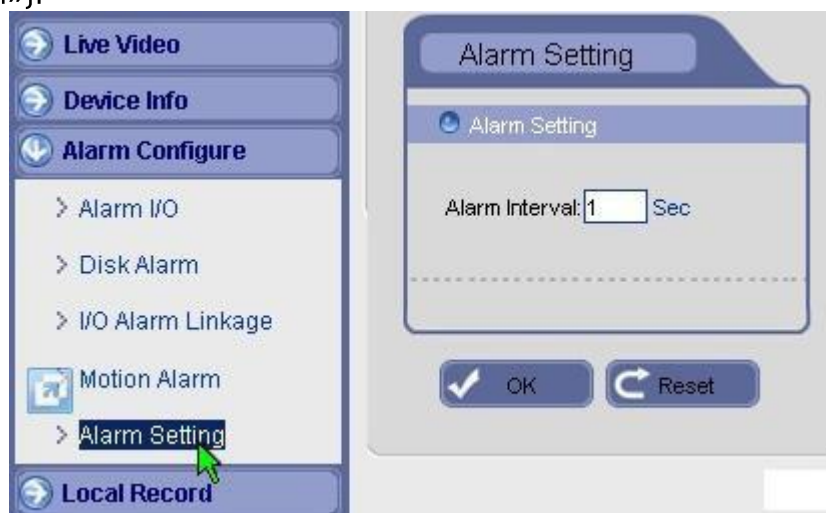 Live Video
Device Info
Alarm Configure
Alarm I/O
Disk Alarm
I/O Alarm Linkage
Motion Alarm
Alarm Setting
Local Record
Alarm Setting
Alarm Setting
Alarm Interval: 1 Sec
OK
Reset